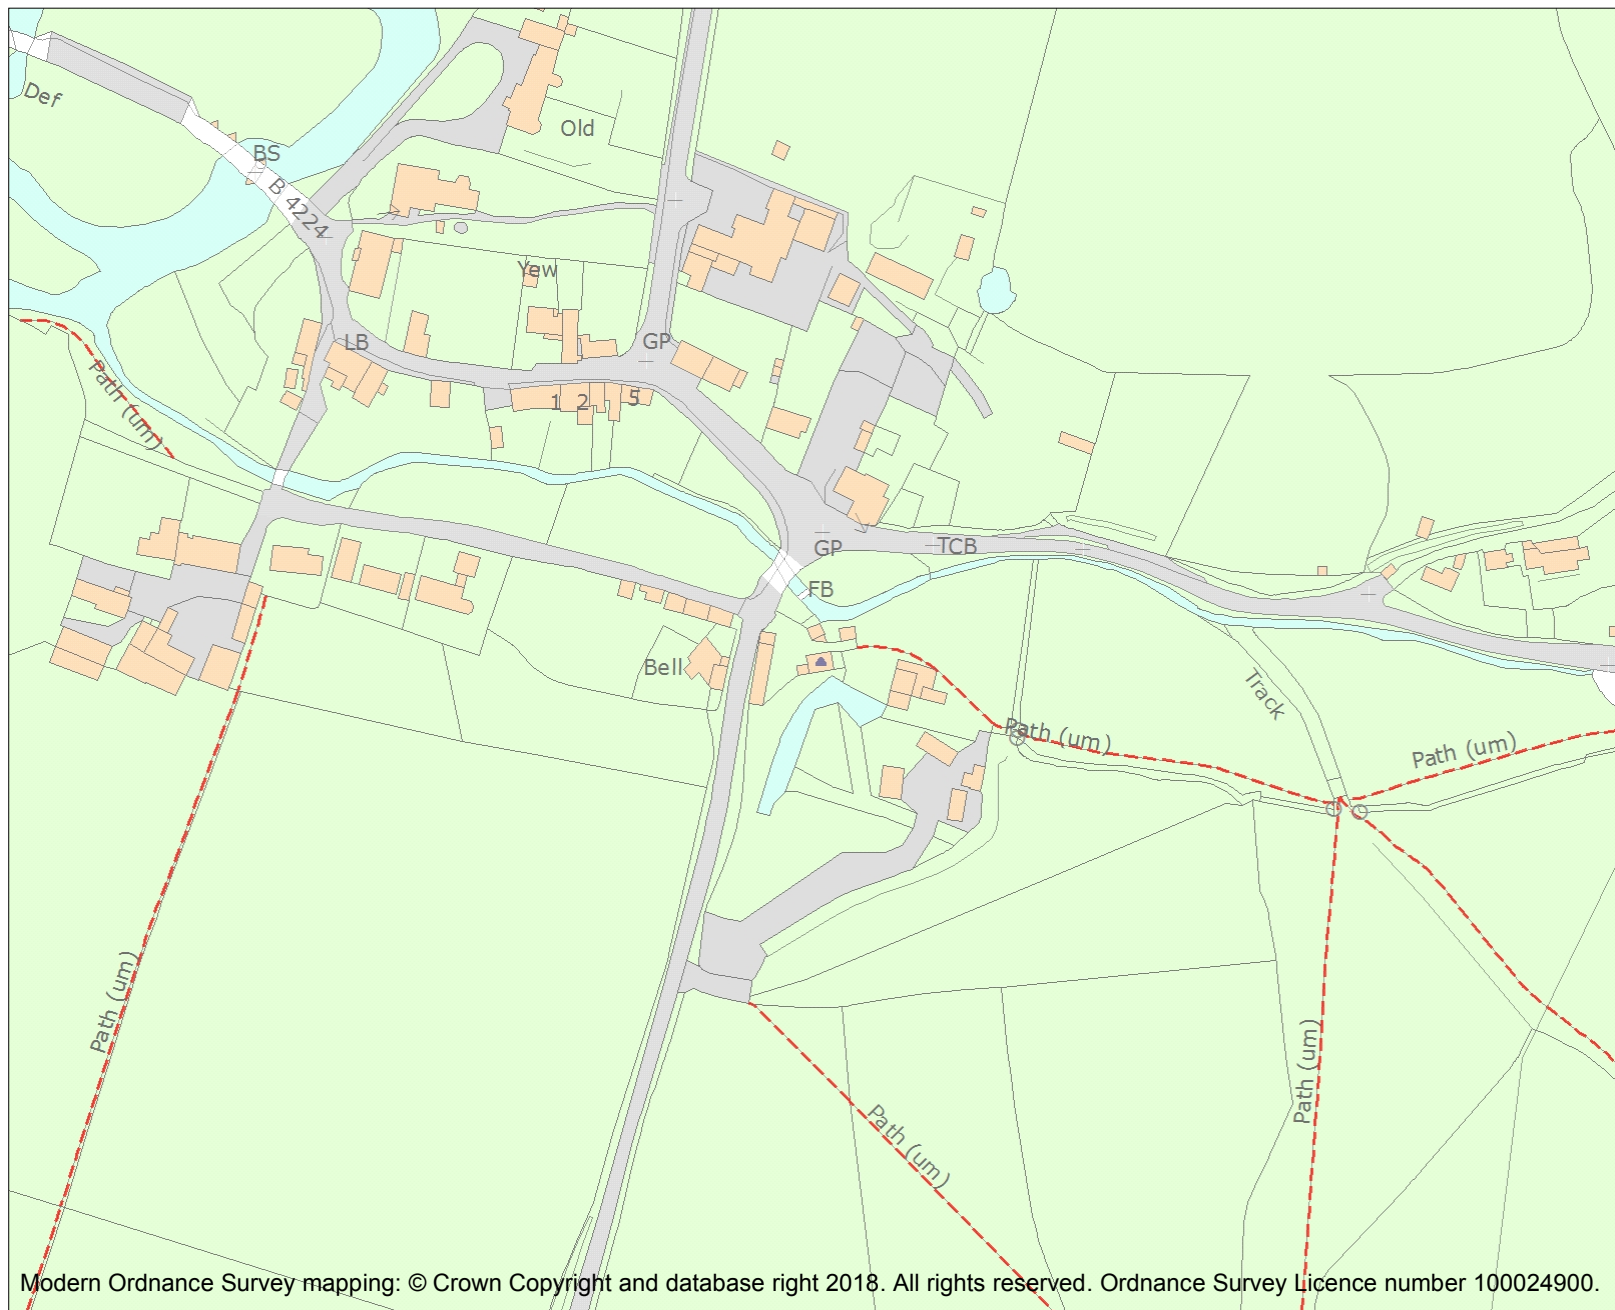 Def
Old
BS
B 4224
Yew
LB
GP
Path (um)
1 2 5
GP
TCB
FB
Bell
Track
Path (um)
Path (um)
Path (um)
Path (um)
Path (um)
Modern Ordnance Survey mapping: © Crown Copyright and database right 2018. All rights reserved. Ordnance Survey Licence number 100024900.